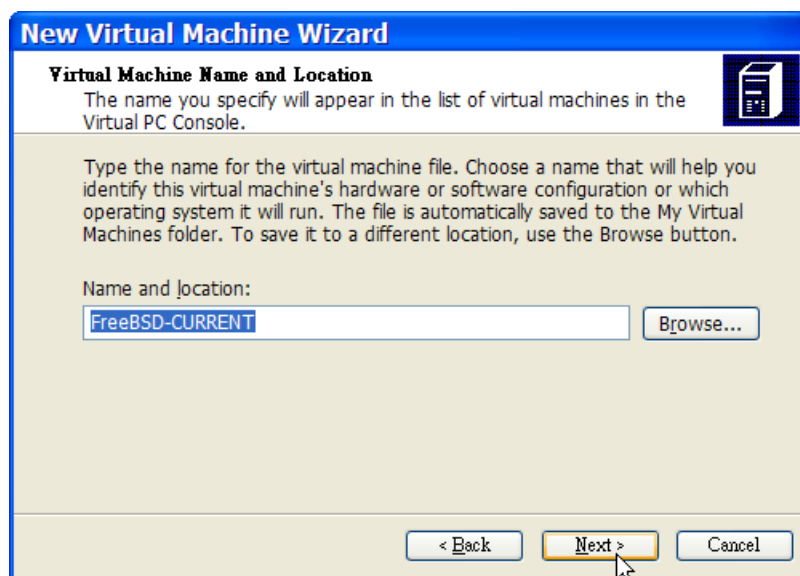 New Virtual Machine Wizard
Virtual Machine Name and Location
The name you specify will appear in the list of virtual machines in the
Virtual PC Console.
Type the name for the virtual machine file. Choose a name that will help you
identify this virtual machine's hardware or software configuration or which
operating system it will run. The file is automatically saved to the My Virtual
Machines folder. To save it to a different location, use the Browse button.
Name and location:
FreeBSD-CURRENT
Browse...
< Back
Next >
Cancel